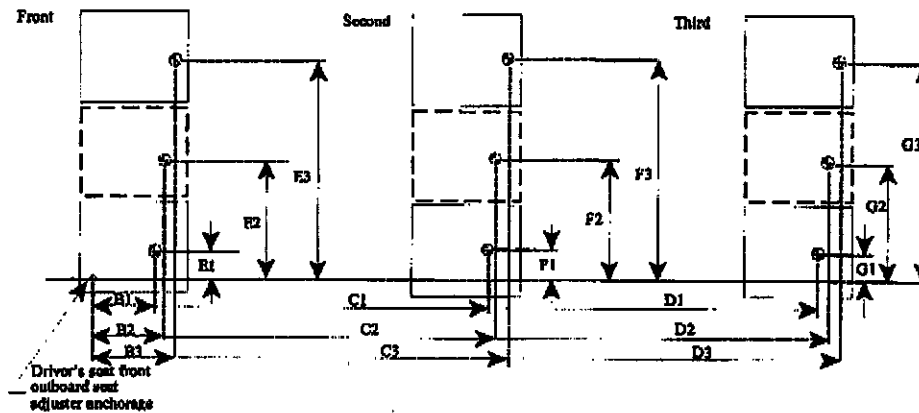 Front
Second
Third
E3
F3
G3
E2
F2
G2
E1
F1
G1
B1
C1
D1
B2
C2
D2
B3
C3
D3
Driver's seat front
outboard seat
adjuster anchorage